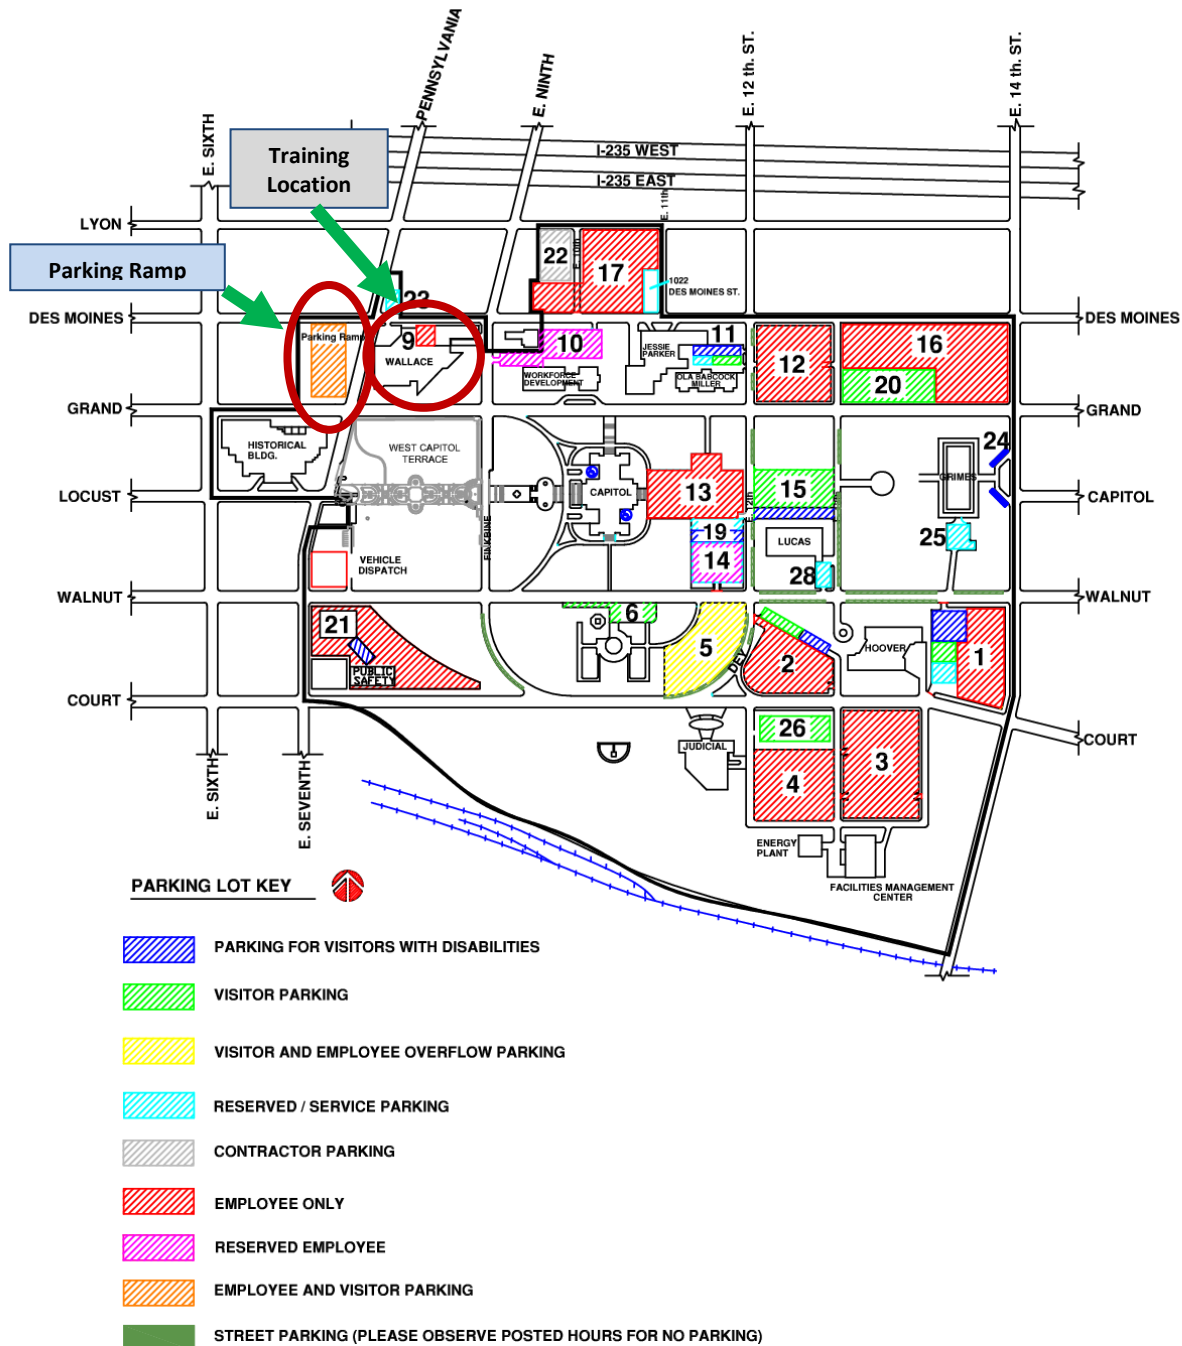 PENNSYLVANIA
E. NINTH
E. 12 th. ST.
E. 14 th. ST.
E. SIXTH
Training
Location
I-235 WEST
I-235 EAST
E. 11th
LYON
Parking Ramp
22
E. 10th
17
1022
DES MOINES ST.
23
DES MOINES
DES MOINES
Parking Ramp
9
WALLACE
10
JESSIE
PARKER
11
12
16
20
WORKFORCE
DEVELOPMENT
OLA BABCOCK
MILLER
GRAND
GRAND
HISTORICAL
BLDG.
WEST CAPITOL
TERRACE
24
GRIMES
LOCUST
CAPITOL
13
15
CAPITOL
E. 12th
FINKBINE
19
LUCAS
25
VEHICLE
DISPATCH
14
28
WALNUT
WALNUT
21
6
5
DEY
2
HOOVER
1
PUBLIC
SAFETY
COURT
COURT
26
JUDICIAL
4
3
E. SIXTH
E. SEVENTH
ENERGY
PLANT
FACILITIES MANAGEMENT
CENTER
PARKING LOT KEY
PARKING FOR VISITORS WITH DISABILITIES
VISITOR PARKING
VISITOR AND EMPLOYEE OVERFLOW PARKING
RESERVED / SERVICE PARKING
CONTRACTOR PARKING
EMPLOYEE ONLY
RESERVED EMPLOYEE
EMPLOYEE AND VISITOR PARKING
STREET PARKING (PLEASE OBSERVE POSTED HOURS FOR NO PARKING)